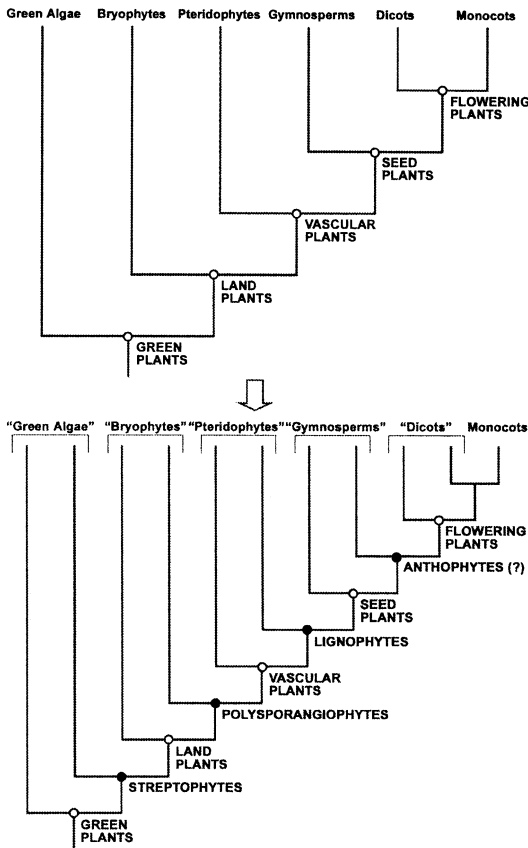 Green Algae Bryophytes Pteridophytes Gymnosperms Dicots Monocots
FLOWERING
PLANTS
SEED
PLANTS
VASCULAR
PLANTS
LAND
PLANTS
GREEN
PLANTS
"Green Algae" "Bryophytes" "Pteridophytes" "Gymnosperms" "Dicots" Monocots
FLOWERING
PLANTS
ANTHOPHYTES (?)
SEED
PLANTS
LIGNOPHYTES
VASCULAR
PLANTS
POLYSPORANGIOPHYTES
LAND
PLANTS
STREPTOPHYTES
GREEN
PLANTS